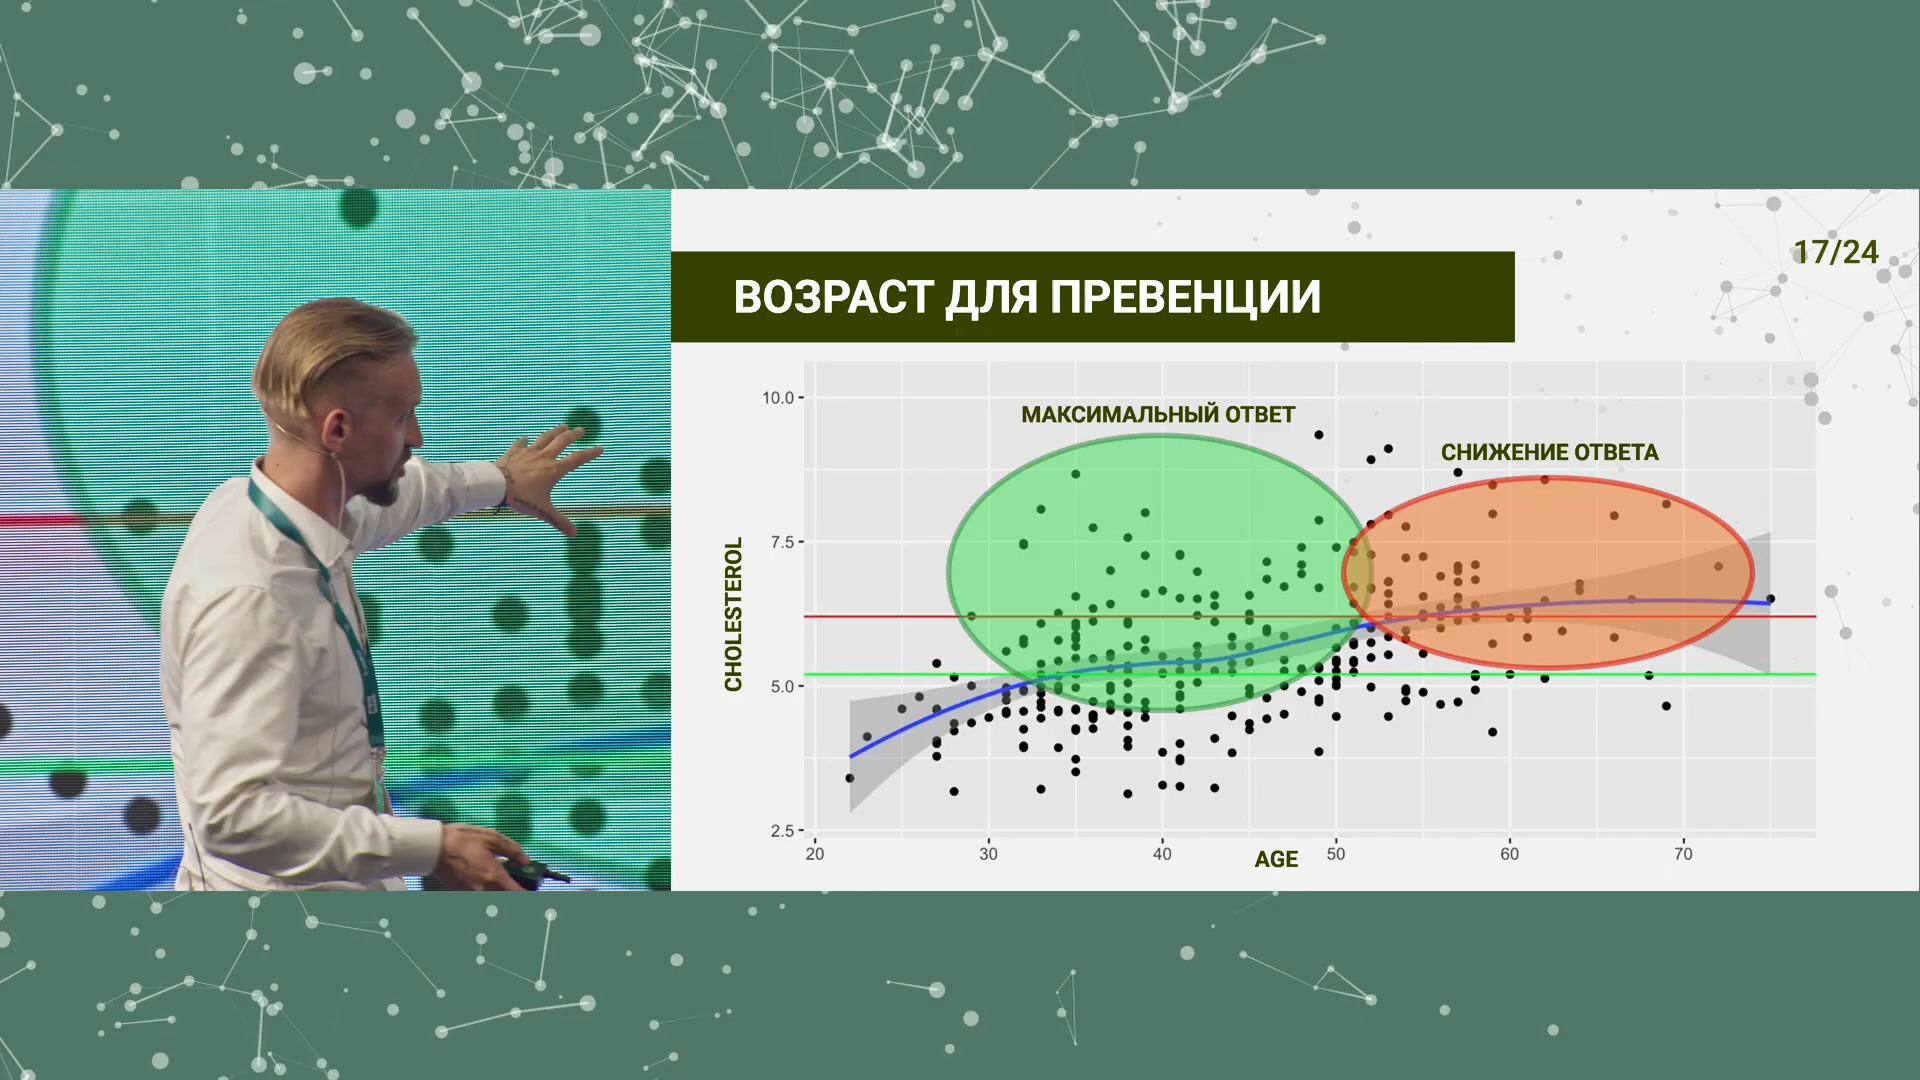 17/24
ВОЗРАСТ ДЛЯ ПРЕВЕНЦИИ
МАКСИМАЛЬНЫЙ ОТВЕТ
СНИЖЕНИЕ ОТВЕТА
CHOLESTEROL
10.0
7.5
5.0
2.5
20 30 40 50 60 70
AGE